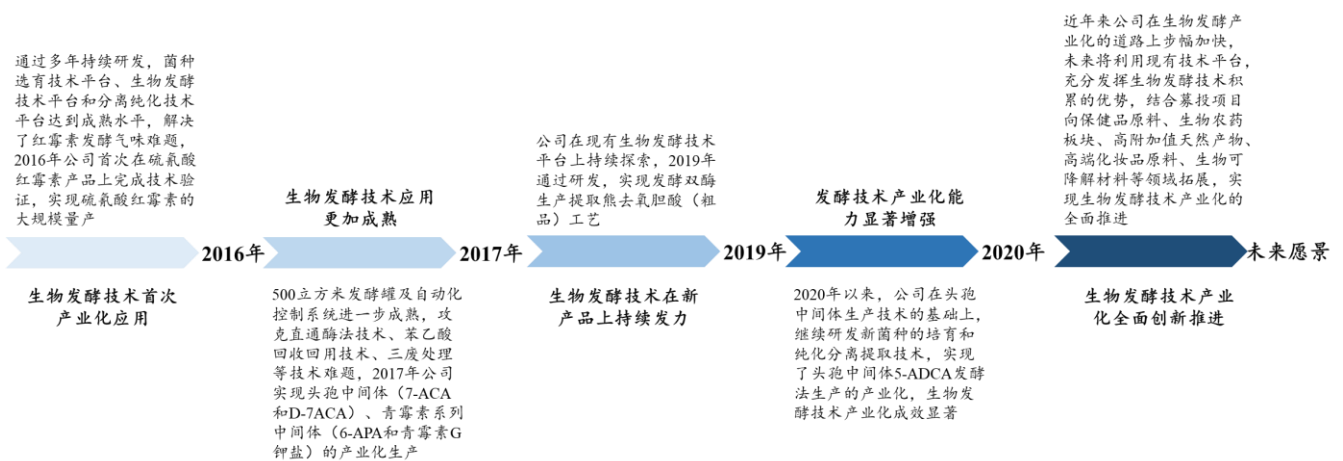 通过多年持续研发，菌种
选育技术平台、生物发酵
技术平台和分离纯化技术
平台达到成熟水平，解决
了红霉素发酵气味难题，
2016年公司首次在硫氰酸
红霉素产品上完成技术验
证，实现硫氰酸红霉素的
大规模量产
2016年
生物发酵技术首次
产业化应用
生物发酵技术应用
更加成熟
2017年
500立方米发酵罐及自动化
控制系统进一步成熟，攻
克直通酶法技术、苯乙酸
回收回用技术、三废处理
等技术难题，2017年公司
实现头孢中间体（7-ACA
和D-7ACA）、青霉素系列
中间体（6-APA和青霉素G
钾盐）的产业化生产
公司在现有生物发酵技术
平台上持续探索，2019年
通过研发，实现发酵双酶
生产提取熊去氧胆酸（粗
品）工艺
2019年
生物发酵技术在新
产品上持续发力
发酵技术产业化能
力显著增强
2020年
2020年以来，公司在头孢
中间体生产技术的基础上，
继续研发新菌种的培育和
纯化分离提取技术，实现
了头孢中间体5-ADCA发酵
法生产的产业化，生物发
酵技术产业化成效显著
近年来公司在生物发酵产
业化的道路上步幅加快，
未来将利用现有技术平台，
充分发挥生物发酵技术积
累的优势，结合募投项目
向保健品原料、生物农药
板块、高附加值天然产物、
高端化妆品原料、生物可
降解材料等领域拓展，实
现生物发酵技术产业化的
全面推进
未来愿景
生物发酵技术产业
化全面创新推进